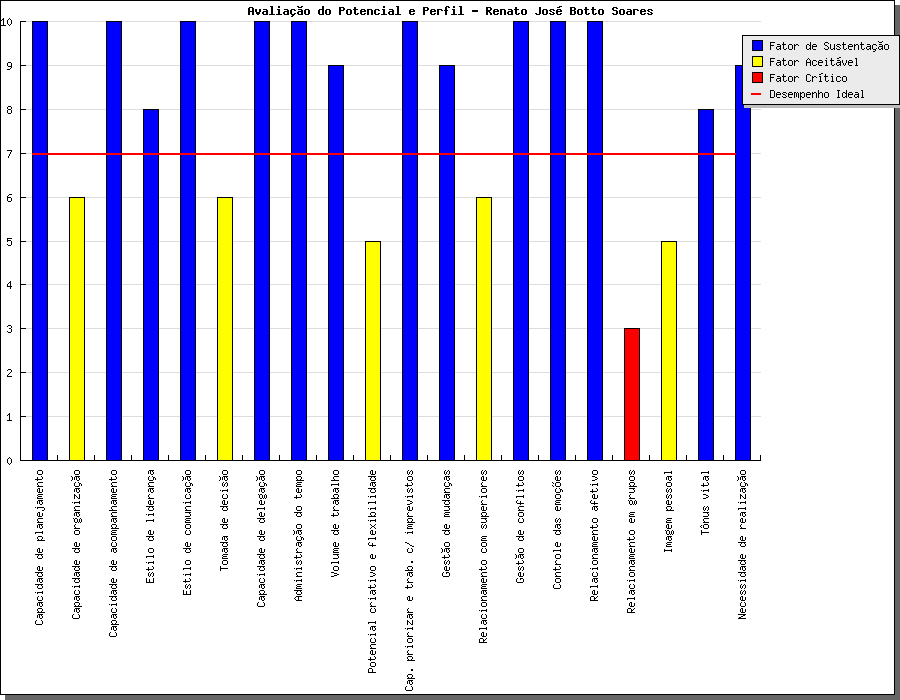 Avaliação do Potencial e Perfil - Renato José Botto Soares
Fator de Sustentação
Fator Aceitável
Fator Crítico
Desempenho Ideal
10
9
8
7
6
5
4
3
2
1
0
Capacidade de planejamento
Capacidade de organização
Capacidade de acompanhamento
Estilo de liderança
Estilo de comunicação
Tomada de decisão
Capacidade de delegação
Administração do tempo
Volume de trabalho
Potencial criativo e flexibilidade
Cap. priorizar e trab. c/ imprevistos
Gestão de mudanças
Relacionamento com superiores
Gestão de conflitos
Controle das emoções
Relacionamento afetivo
Relacionamento em grupos
Imagem pessoal
Tônus vital
Necessidade de realização